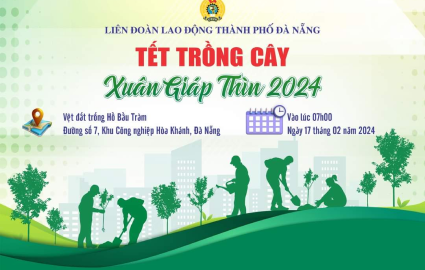 LIÊN ĐOÀN LAO ĐỘNG THÀNH PHỐ ĐÀ NẴNG
TẾT TRỒNG CÂY
Xuân Giáp Thìn 2024
Vệt đất trống Hồ Bàu Tràm
Đường số 7, Khu Công nghiệp Hòa Khánh, Đà Nẵng
Vào lúc 07h00
Ngày 17 tháng 02 năm 2024